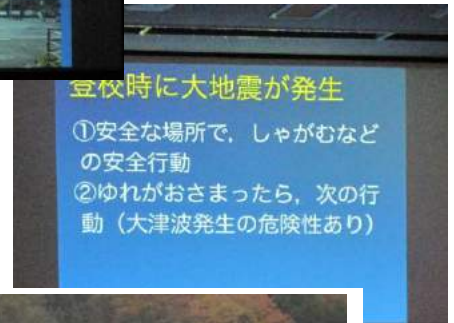 登校時に大地震が発生
①安全な場所で，しゃがむなど
の安全行動
②ゆれがおさまったら，次の行
動（大津波発生の危険性あり）